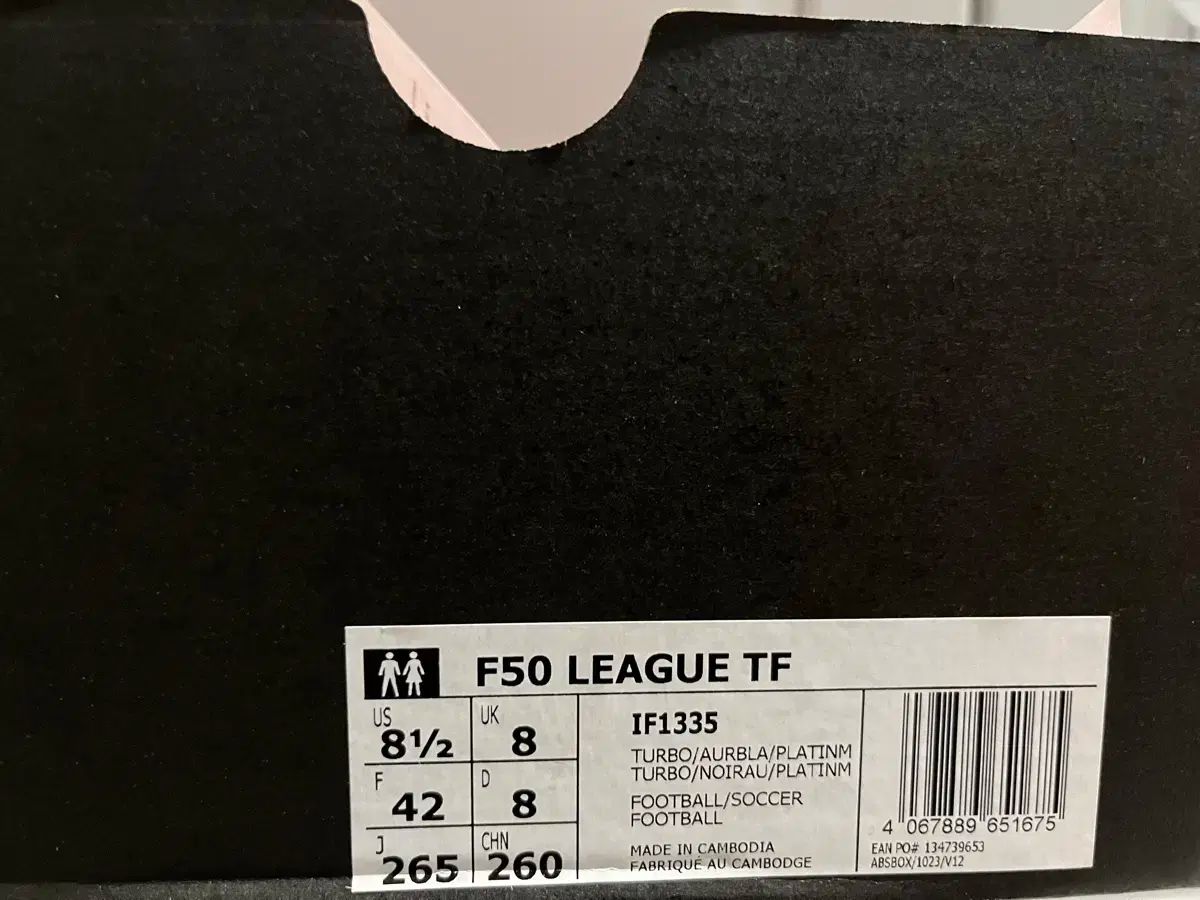 F50 LEAGUE TF
US
8½
UK
8
F
42
D
8
J
265
CHN
260
IF1335
TURBO/AURBLA/PLATINM
TURBO/NOIRAU/PLATINM
FOOTBALL/SOCCER
FOOTBALL
MADE IN CAMBODIA
FABRIQUÉ AU CAMBODGE
4 067889 651675
EAN PO# 134739653
ABSBOX/1023/V12